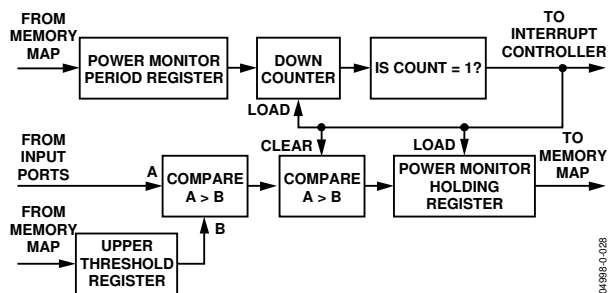 FROM
MEMORY
MAP
POWER MONITOR
PERIOD REGISTER
DOWN
COUNTER
IS COUNT = 1?
TO
INTERRUPT
CONTROLLER
LOAD
FROM
INPUT
PORTS
A
COMPARE
A > B
CLEAR
COMPARE
A > B
LOAD
POWER MONITOR
HOLDING
REGISTER
TO
MEMORY
MAP
FROM
MEMORY
MAP
UPPER
THRESHOLD
REGISTER
B
04998-0-028